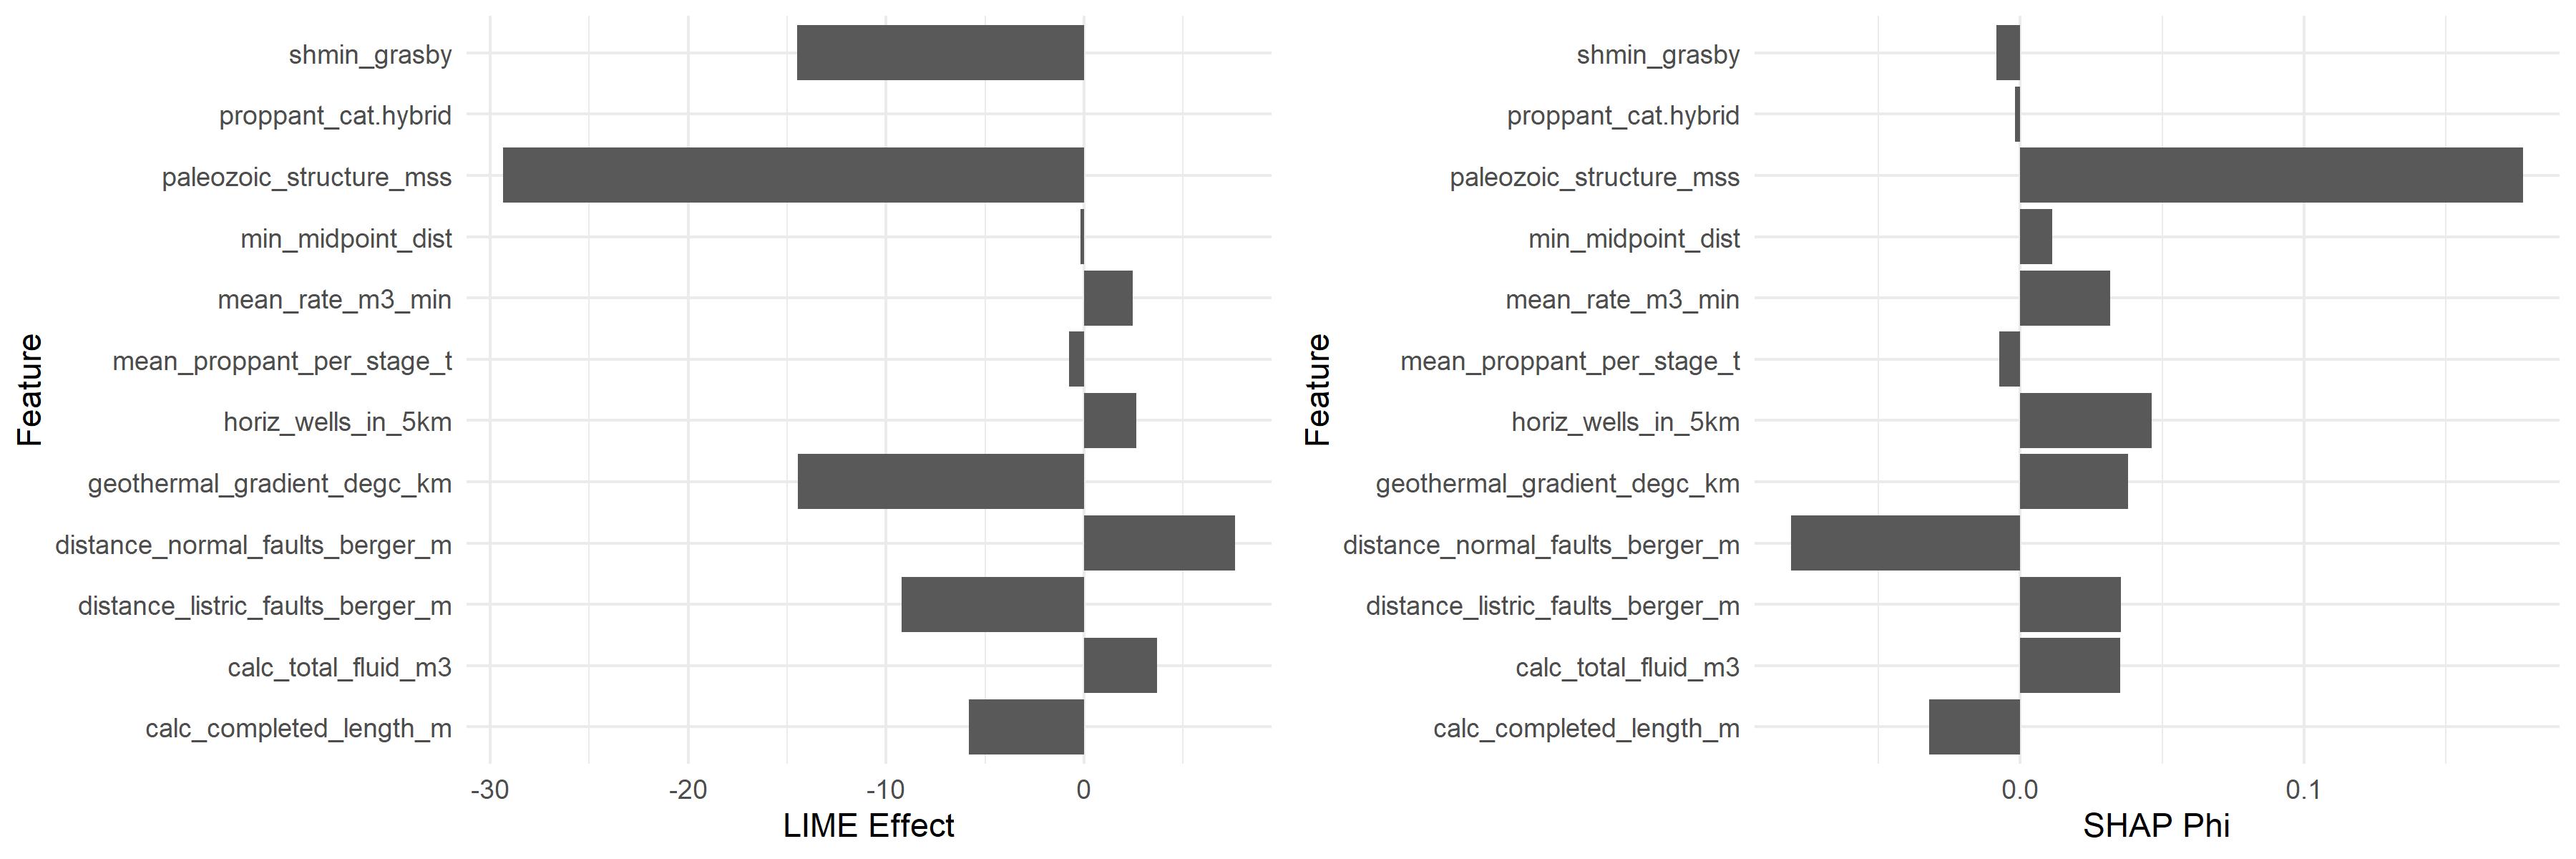 Feature
shmin_grasby
proppant_cat.hybrid
paleozoic_structure_mss
min_midpoint_dist
mean_rate_m3_min
mean_proppant_per_stage_t
horiz_wells_in_5km
geothermal_gradient_degc_km
distance_normal_faults_berger_m
distance_listric_faults_berger_m
calc_total_fluid_m3
calc_completed_length_m
-30 -20 -10 0
LIME Effect
Feature
shmin_grasby
proppant_cat.hybrid
paleozoic_structure_mss
min_midpoint_dist
mean_rate_m3_min
mean_proppant_per_stage_t
horiz_wells_in_5km
geothermal_gradient_degc_km
distance_normal_faults_berger_m
distance_listric_faults_berger_m
calc_total_fluid_m3
calc_completed_length_m
0.0 0.1
SHAP Phi